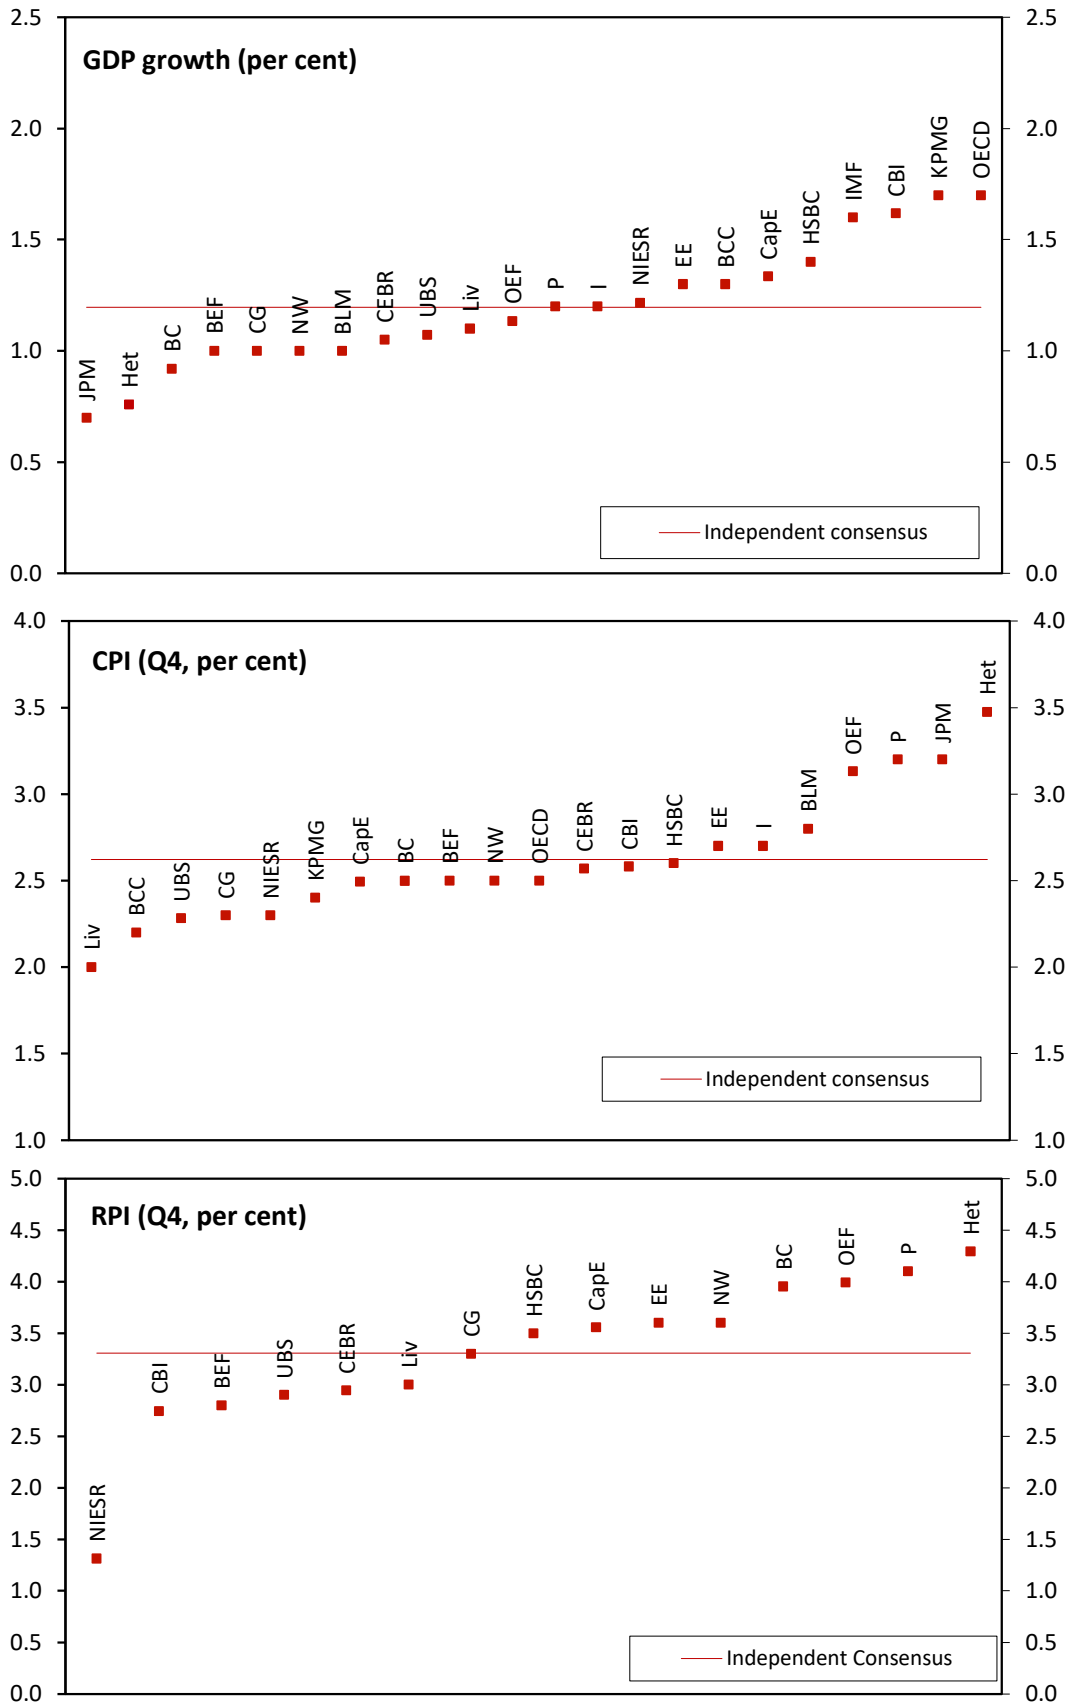 GDP growth (per cent)
2.5
2.0
1.5
1.0
0.5
0.0
2.5
2.0
1.5
1.0
0.5
0.0
JPM
Het
BC
BEF
CG
NW
BLM
CEBR
UBS
Liv
OEF
P
I
NIESR
EE
BCC
CapE
HSBC
IMF
CBI
KPMG
OECD
Independent consensus
CPI (Q4, per cent)
4.0
3.5
3.0
2.5
2.0
1.5
1.0
4.0
3.5
3.0
2.5
2.0
1.5
1.0
Liv
BCC
UBS
CG
NIESR
KPMG
CapE
BC
BEF
NW
OECD
CEBR
CBI
HSBC
EE
I
BLM
OEF
P
JPM
Het
Independent consensus
RPI (Q4, per cent)
5.0
4.5
4.0
3.5
3.0
2.5
2.0
1.5
1.0
0.5
0.0
5.0
4.5
4.0
3.5
3.0
2.5
2.0
1.5
1.0
0.5
0.0
NIESR
CBI
BEF
UBS
CEBR
Liv
CG
HSBC
CapE
EE
NW
BC
OEF
P
Het
Independent Consensus